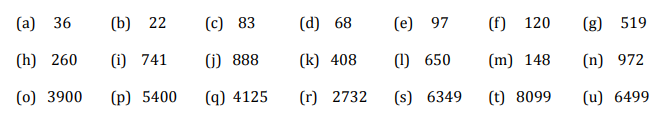 (a) 36 (b) 22 (c) 83 (d) 68 (e) 97 (f) 120 (g) 519
(h) 260 (i) 741 (j) 888 (k) 408 (l) 650 (m) 148 (n) 972
(o) 3900 (p) 5400 (q) 4125 (r) 2732 (s) 6349 (t) 8099 (u) 6499